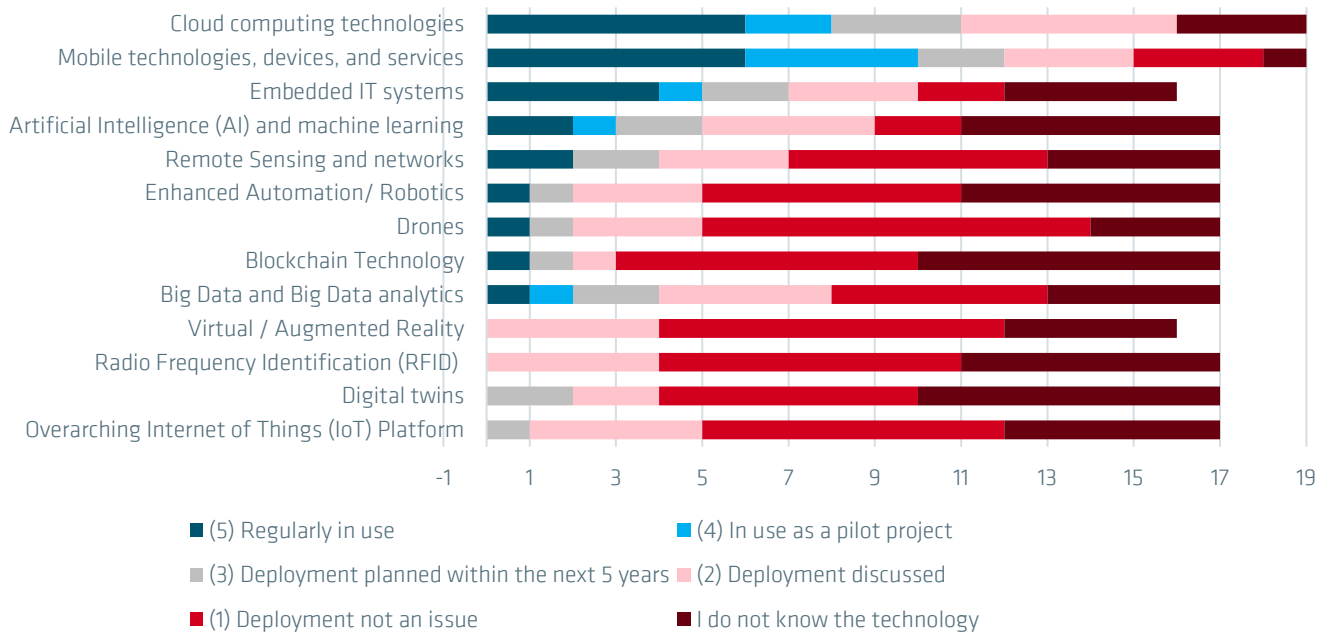 Cloud computing technologies
Mobile technologies, devices, and services
Embedded IT systems
Artificial Intelligence (AI) and machine learning
Remote Sensing and networks
Enhanced Automation/ Robotics
Drones
Blockchain Technology
Big Data and Big Data analytics
Virtual / Augmented Reality
Radio Frequency Identification (RFID)
Digital twins
Overarching Internet of Things (IoT) Platform
-1 1 3 5 7 9 11 13 15 17 19
(5) Regularly in use (4) In use as a pilot project
(3) Deployment planned within the next 5 years (2) Deployment discussed
(1) Deployment not an issue I do not know the technology